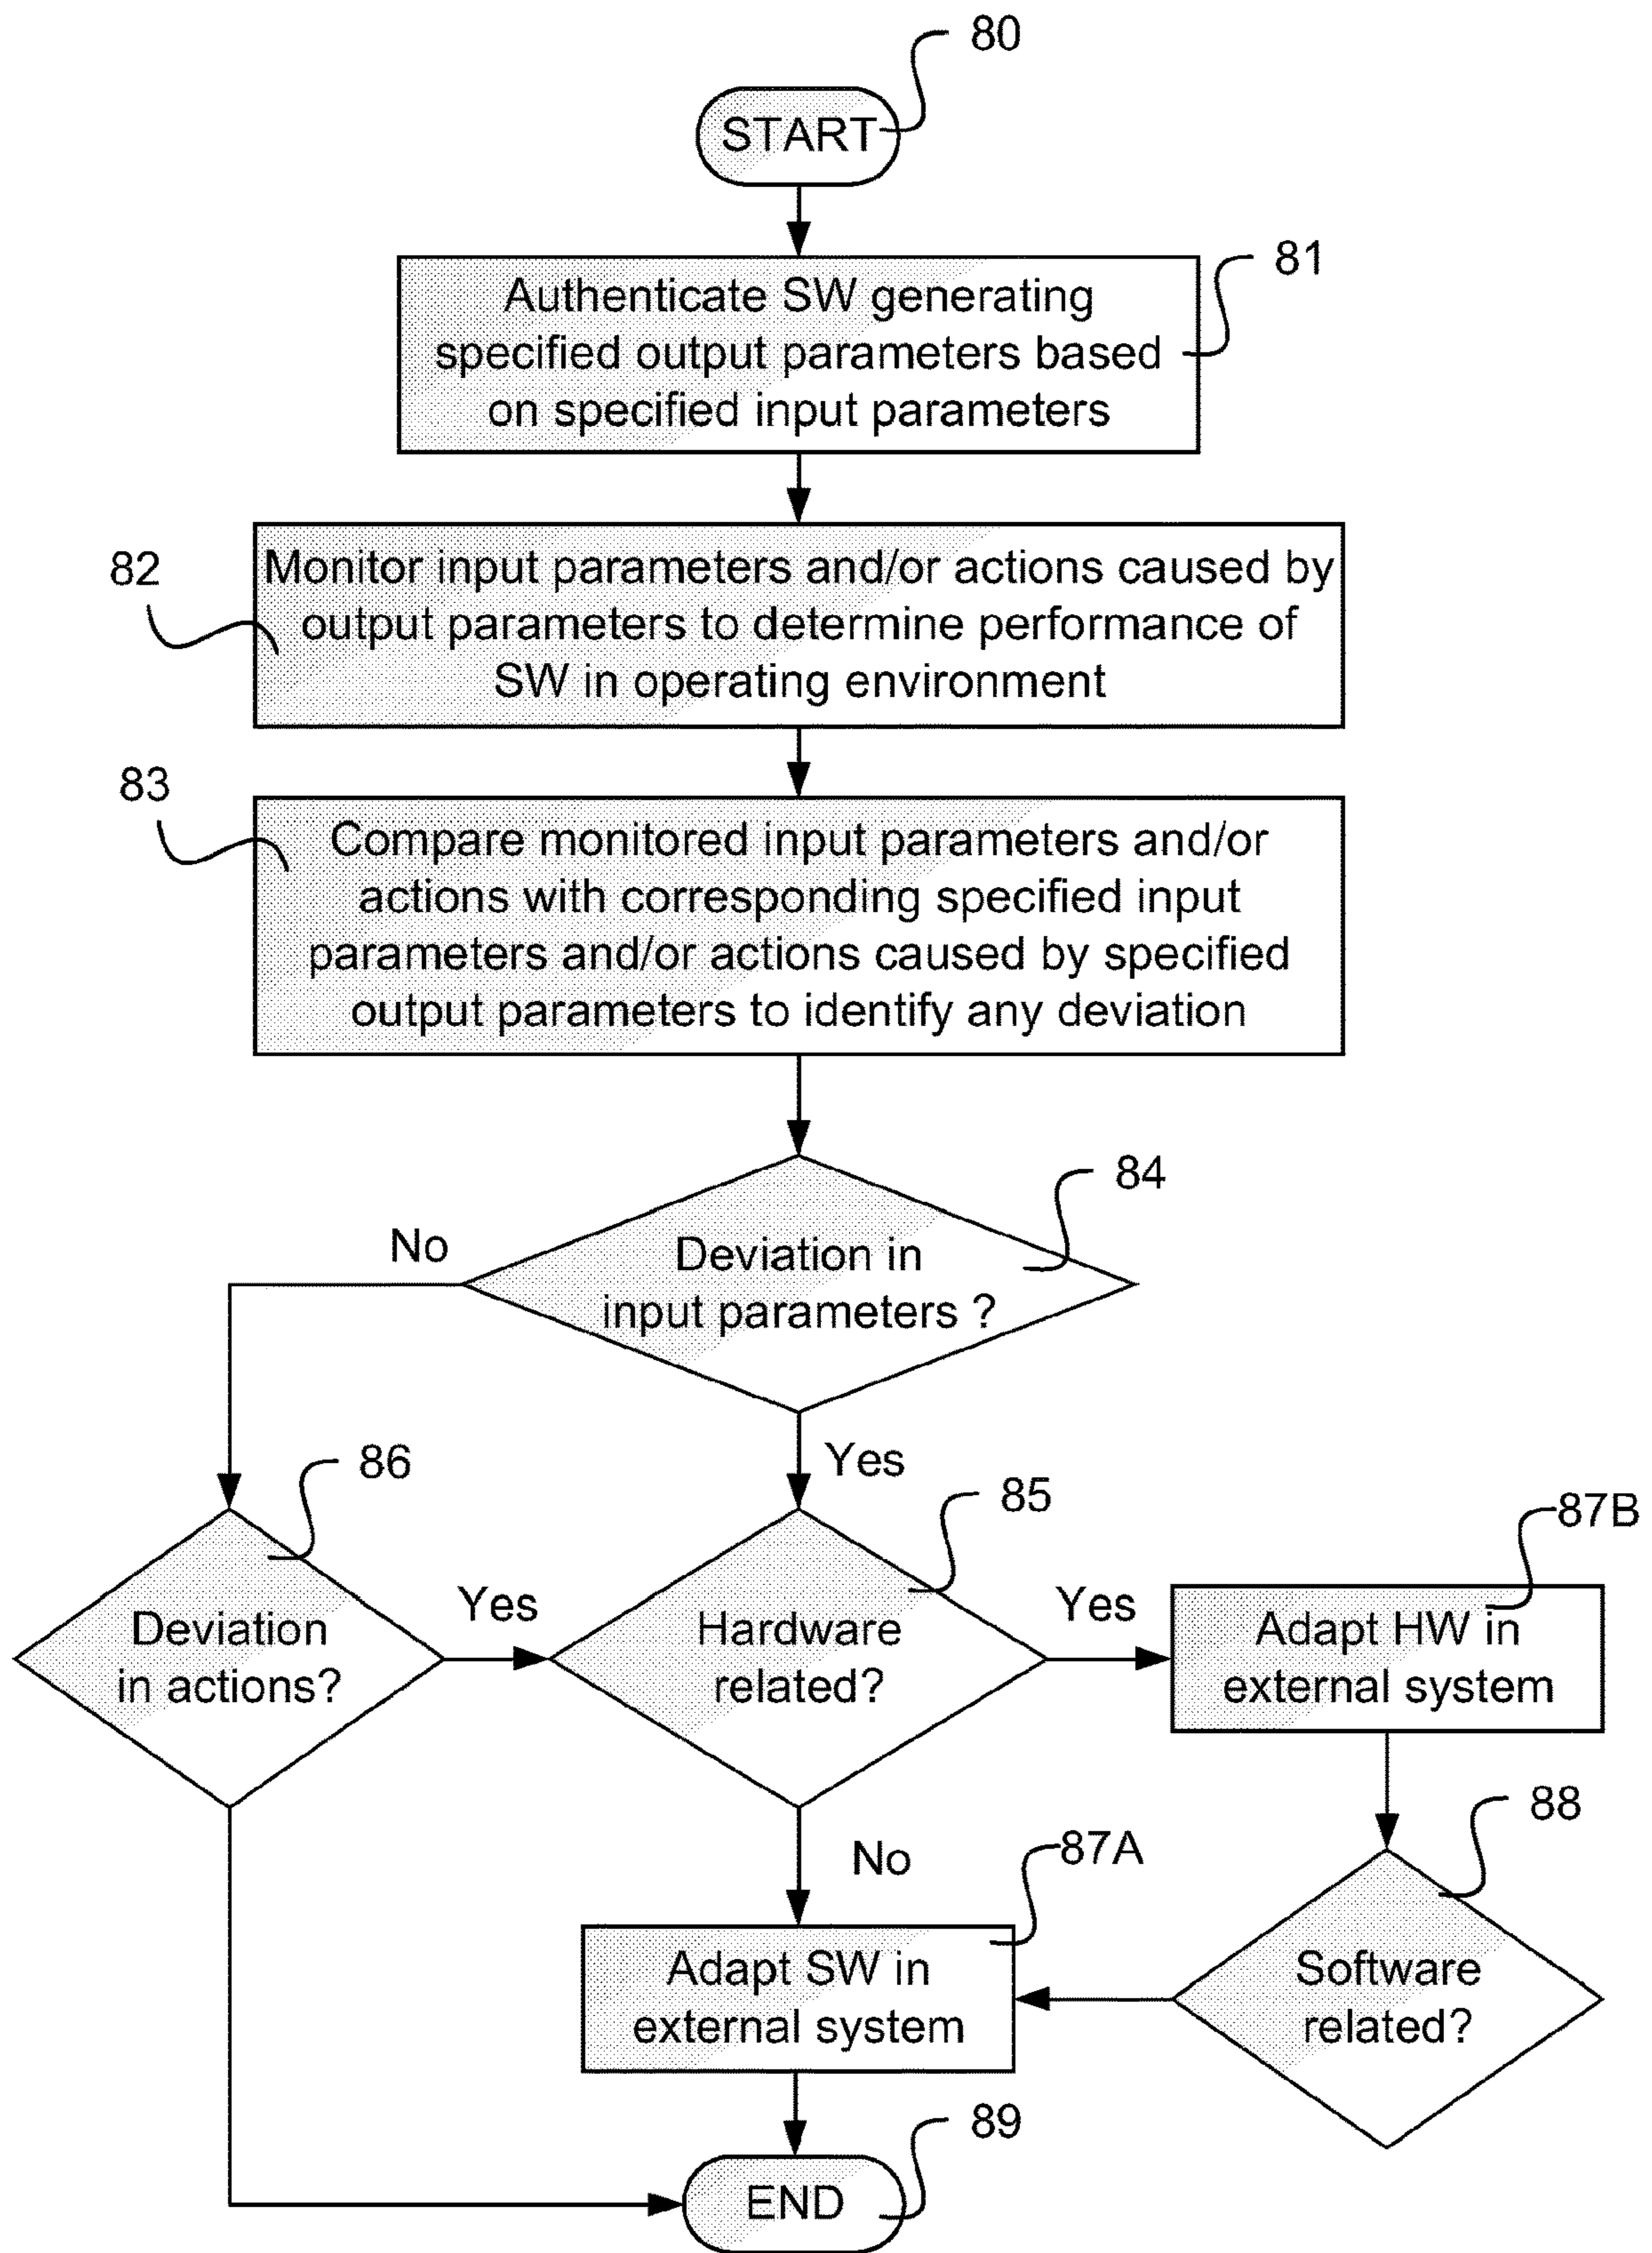 80
START
81
Authenticate SW generating
specified output parameters based
on specified input parameters
82
Monitor input parameters and/or actions caused by
output parameters to determine performance of
SW in operating environment
83
Compare monitored input parameters and/or
actions with corresponding specified input
parameters and/or actions caused by specified
output parameters to identify any deviation
84
No
Deviation in
input parameters ?
Yes
86
85
87B
Deviation
in actions?
Yes
Hardware
related?
Yes
Adapt HW in
external system
88
No
87A
Adapt SW in
external system
Software
related?
89
END